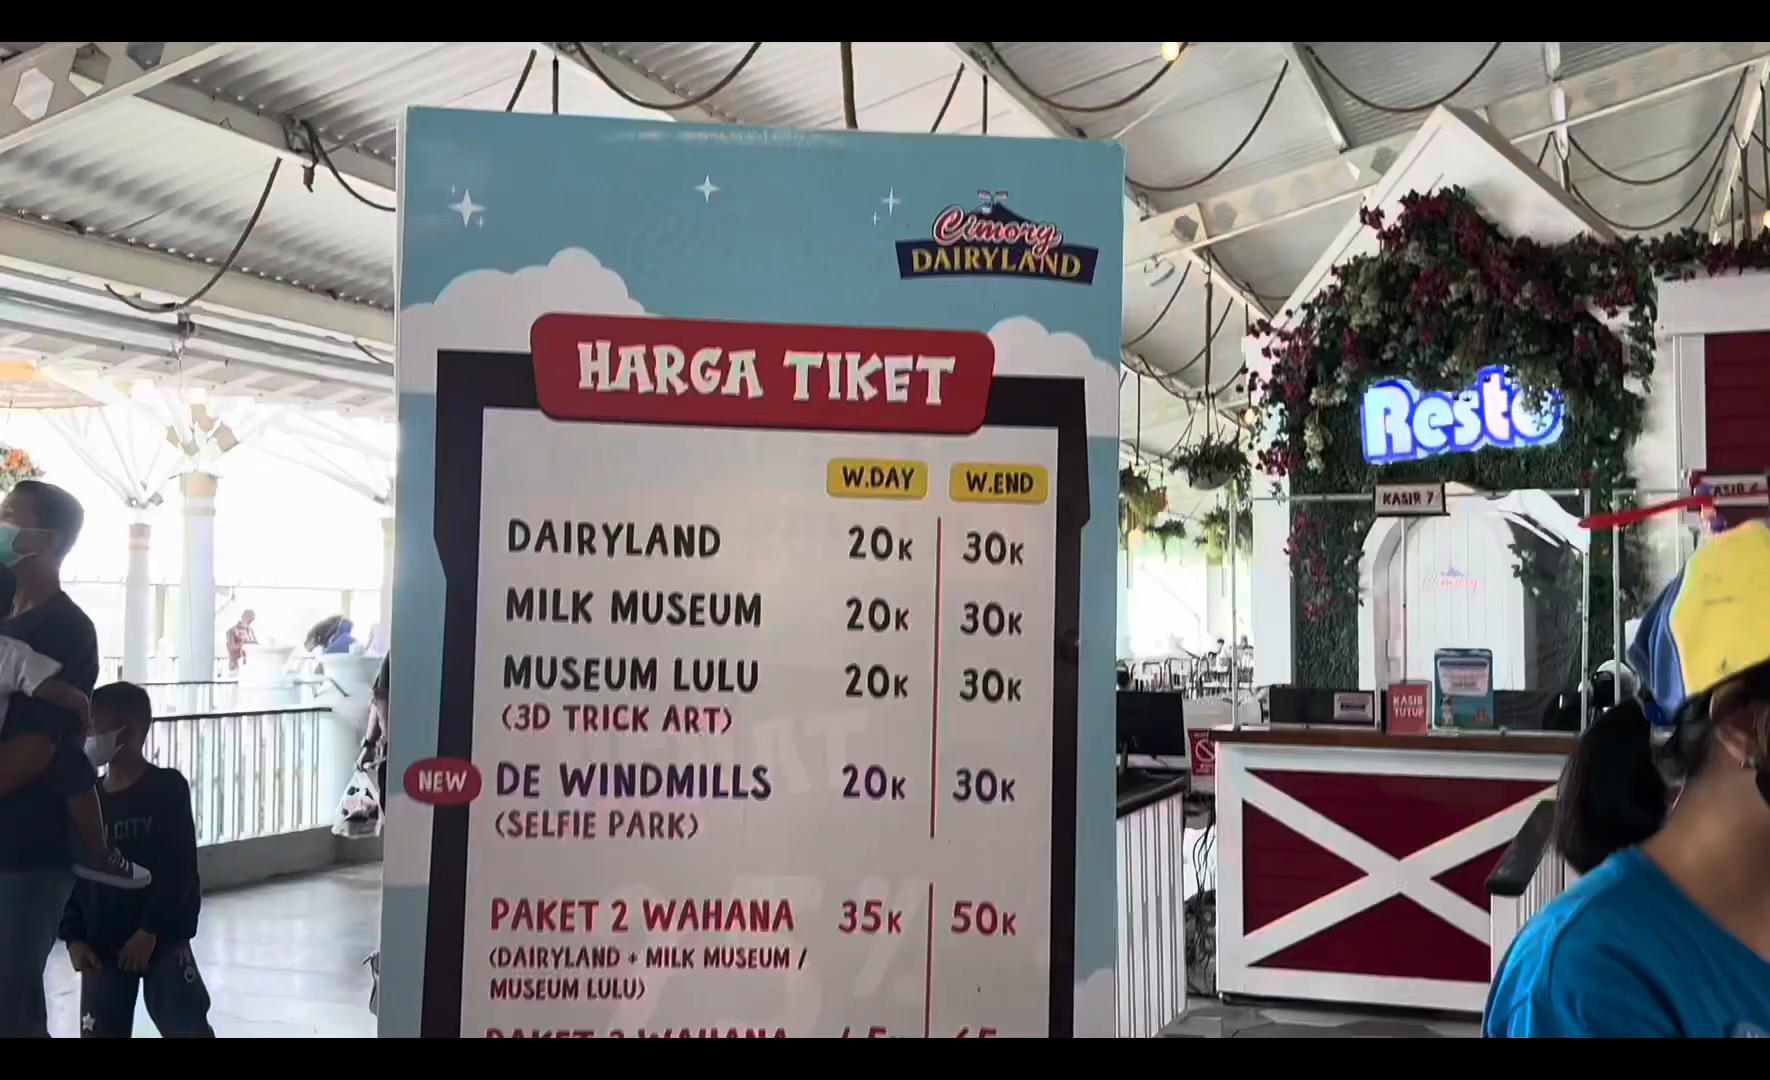 Cimory
DAIRYLAND
HARGA TIKET
W.DAY W.END
DAIRYLAND 20K 30K
MILK MUSEUM 20K 30K
MUSEUM LULU 20K 30K
(3D TRICK ART)
NEW DE WINDMILLS 20K 30K
(SELFIE PARK)
PAKET 2 WAHANA 35K 50K
(DAIRYLAND + MILK MUSEUM /
MUSEUM LULU)
Resto
KASIR 7
Cimory
KASIR
TUTUP
CITY